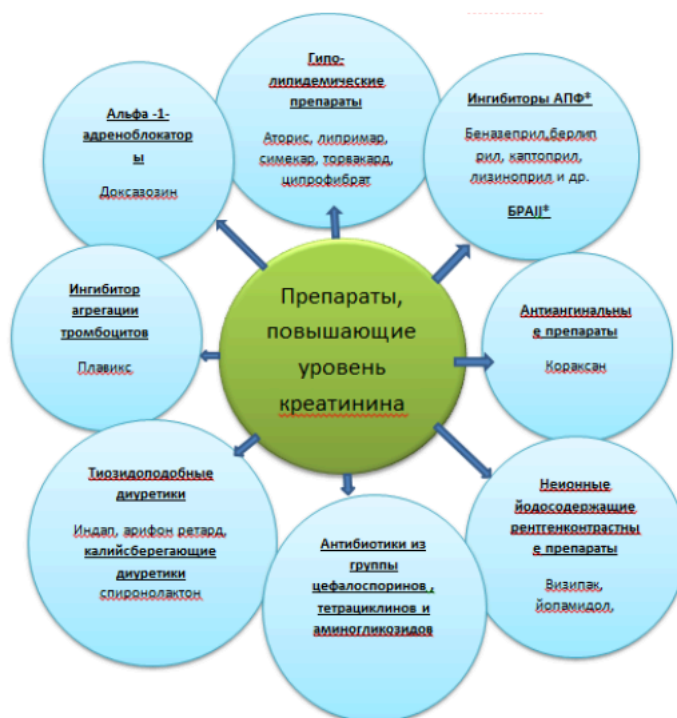 Гипо-
липидемические
препараты
Аторис, липримар,
симекар, торвакард,
ципрофибрат
Ингибиторы АПФ*
Беназеприл,берлип
рил, каптоприл,
лизиноприл и др.
БРАJJ*
Антиангинальны
е препараты
Кораксан
Неионные
йодосодержащие
рентгенконтрастны
е препараты
Визипак,
йопамидол,
Антибиотики из
группы
цефалоспоринов ,
тетрациклинов и
аминогликозидов
Тиозидоподобные
диуретики
Индап, арифон ретард,
калийсберегающие
диуретики
спиронолактон
Ингибитор
агрегации
тромбоцитов
Плавикс
Альфа -1-
адреноблокатор
ы
Доксазозин
Препараты,
повышающие
уровень
креатинина